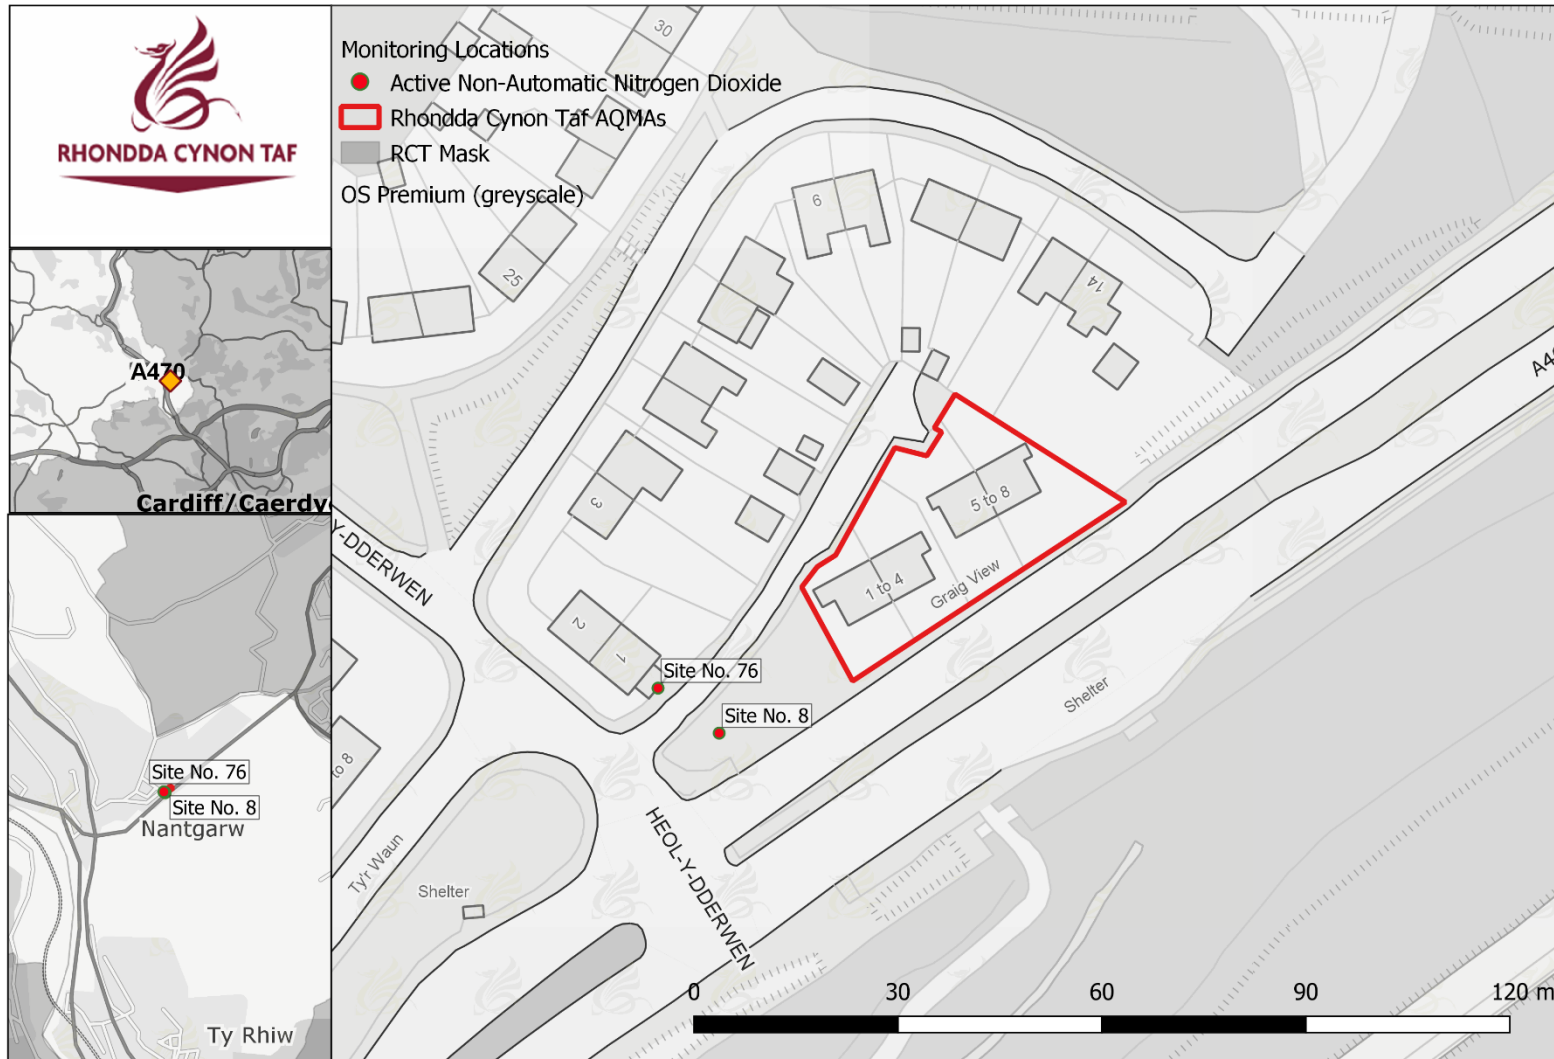 RHONDDA CYNON TAF
Monitoring Locations
Active Non-Automatic Nitrogen Dioxide
Rhondda Cynon Taf AQMAs
RCT Mask
OS Premium (greyscale)
30
25
6
14
3
2
1
5 to 8
1 to 4
Graig View
Site No. 76
Site No. 8
Shelter
to 8
Ty'r Waun
Shelter
Y-DDERWEN
HEOL-Y-DDERWEN
0 30 60 90 120 m
A470
Cardiff/Caerdy
Site No. 76
Site No. 8
Nantgarw
Ty Rhiw